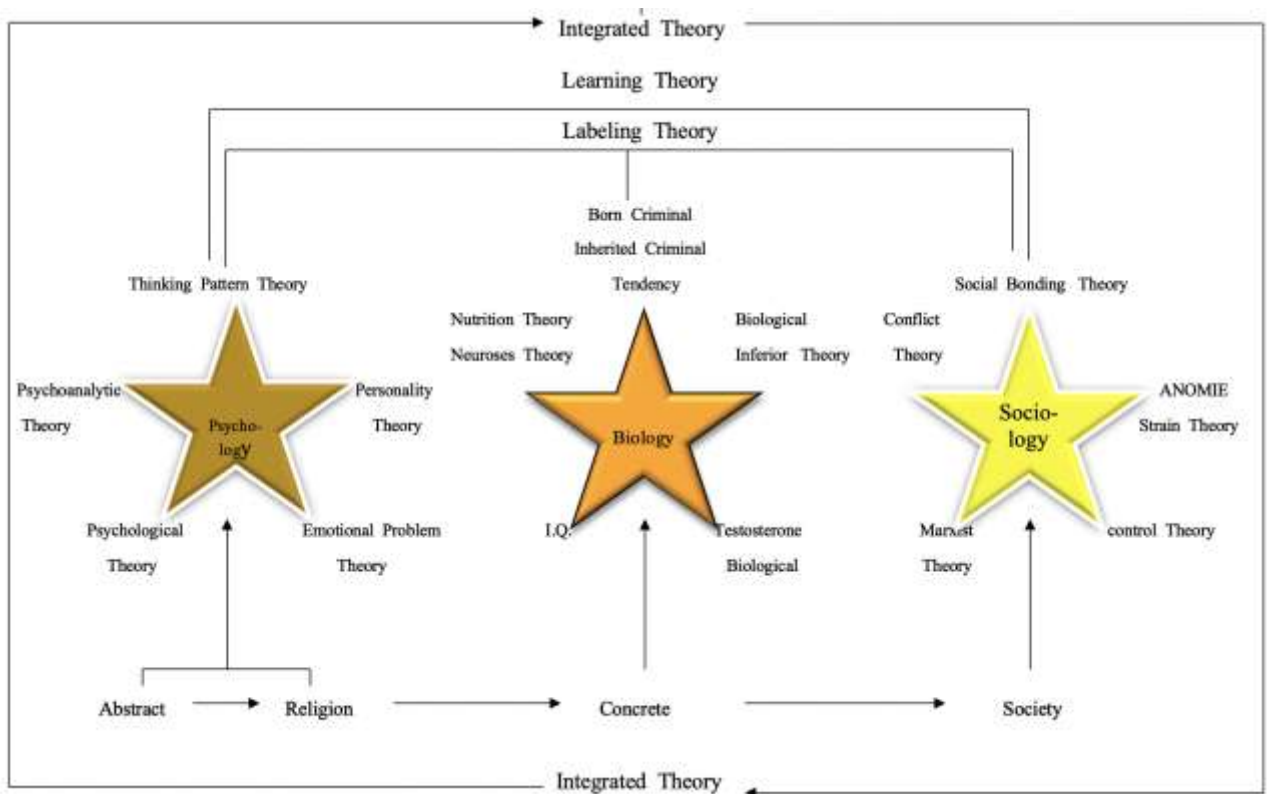 Integrated Theory
Learning Theory
Labeling Theory
Born Criminal
Inherited Criminal
Tendency
Thinking Pattern Theory
Social Bonding Theory
Nutrition Theory
Neuroses Theory
Biological
Inferior Theory
Conflict
Theory
Psychoanalytic
Theory
Personality
Theory
ANOMIE
Strain Theory
Psycho-
logy
Biology
Socio-
logy
Psychological
Theory
Emotional Problem
Theory
I.Q.
Testosterone
Biological
Marxist
Theory
control Theory
Abstract
Religion
Concrete
Society
Integrated Theory